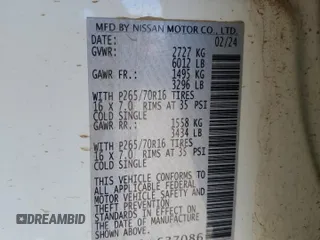 MFD BY NISSAN MOTOR CO., LTD.
DATE: 02/24
GVWR: 2727 KG
6012 LB
GAWR FR.: 1495 KG
3296 LB
WITH P265/70R16 TIRES
16 X 7.0 RIMS AT 35 PSI
COLD SINGLE
GAWR RR.: 1558 KG
3434 LB
WITH P265/70R16 TIRES
16 X 7.0 RIMS AT 35 PSI
COLD SINGLE
THIS VEHICLE CONFORMS TO
ALL APPLICABLE FEDERAL
MOTOR VEHICLE SAFETY
STANDARDS IN EFFECT ON
THE DATE OF MANUFACTURE
SHOWN ABOVE.
DREAMBID